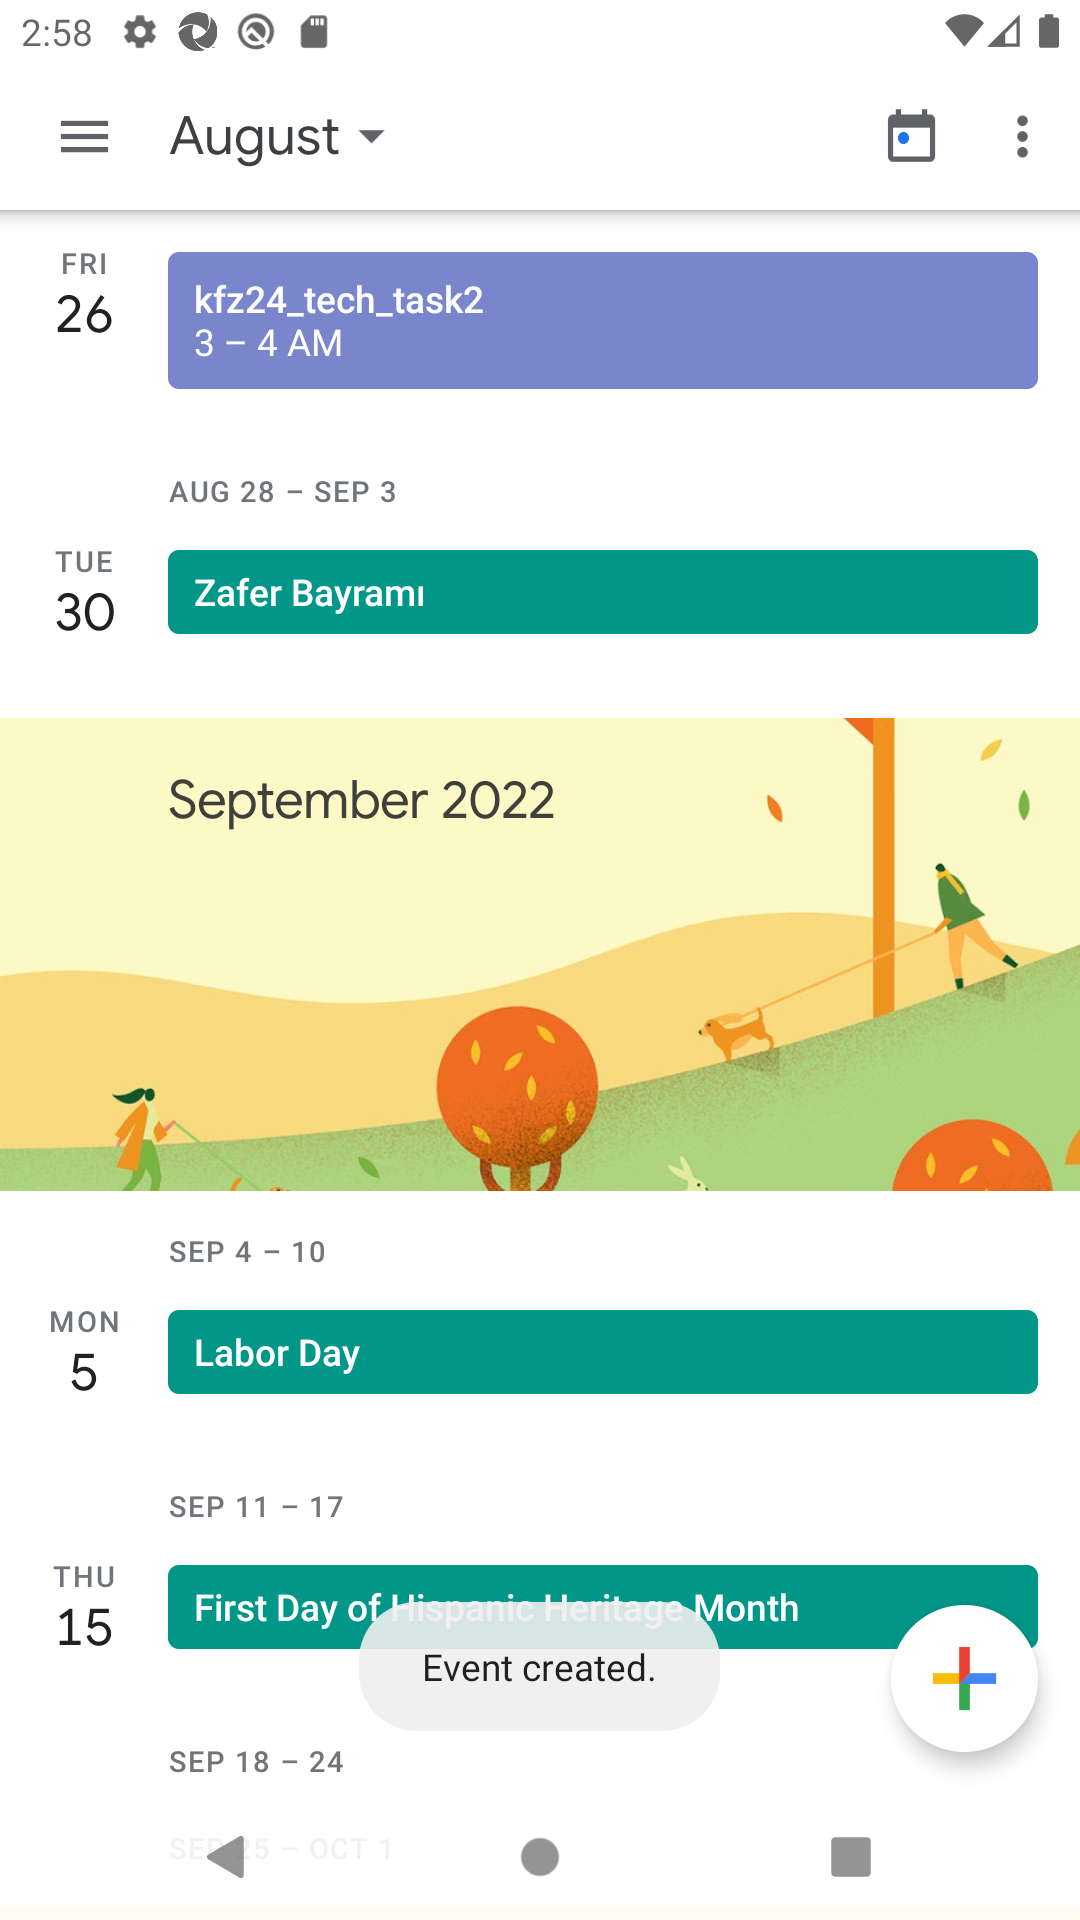 2:58
August
FRI
26
kfz24_tech_task2
3 – 4 AM
AUG 28 – SEP 3
TUE
30
Zafer Bayramı
September 2022
SEP 4 – 10
MON
5
Labor Day
SEP 11 – 17
THU
15
First Day of Hispanic Heritage Month
Event created.
SEP 18 – 24
SEP 25 – OCT 1